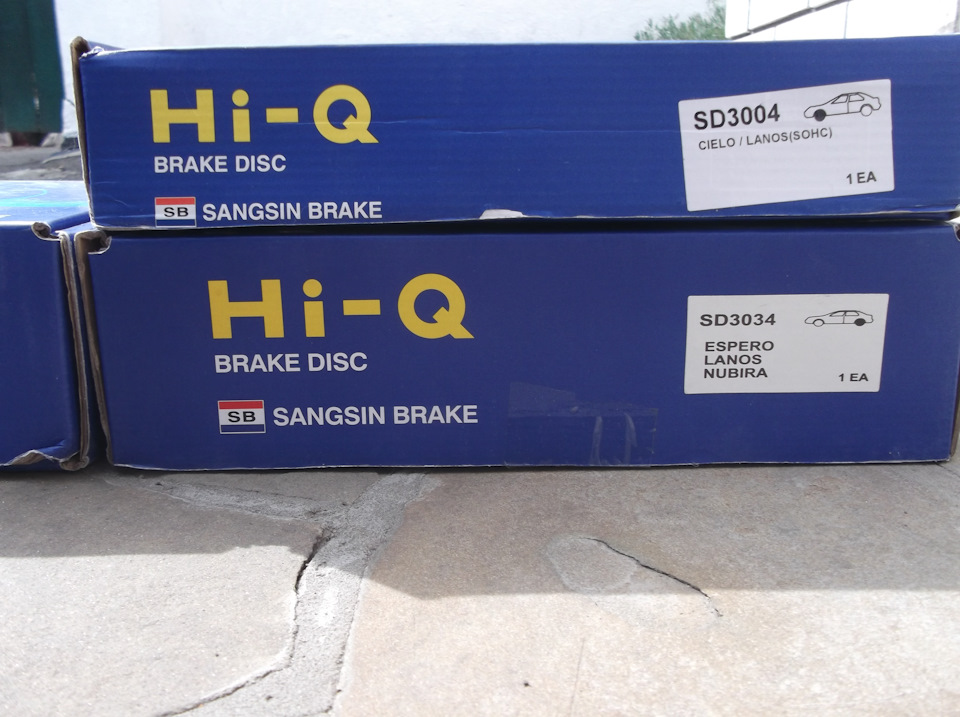 Hi-Q
BRAKE DISC
SB SANGSIN BRAKE
SD3004
CIELO / LANOS(SOHC)
1 EA
Hi-Q
BRAKE DISC
SB SANGSIN BRAKE
SD3034
ESPERO
LANOS
NUBIRA
1 EA